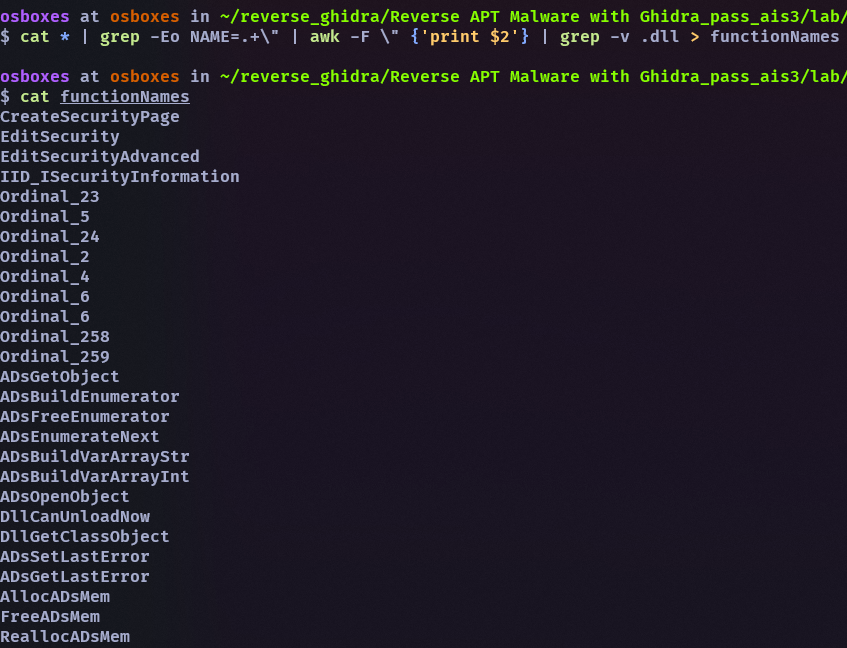 osboxes at osboxes in ~/reverse_ghidra/Reverse APT Malware with Ghidra_pass_ais3/lab/
$ cat * | grep -Eo NAME=.+\" | awk -F \" {'print $2'} | grep -v .dll > functionNames
osboxes at osboxes in ~/reverse_ghidra/Reverse APT Malware with Ghidra_pass_ais3/lab/
$ cat functionNames
CreateSecurityPage
EditSecurity
EditSecurityAdvanced
IID_ISecurityInformation
Ordinal_23
Ordinal_5
Ordinal_24
Ordinal_2
Ordinal_4
Ordinal_6
Ordinal_6
Ordinal_258
Ordinal_259
ADsGetObject
ADsBuildEnumerator
ADsFreeEnumerator
ADsEnumerateNext
ADsBuildVarArrayStr
ADsBuildVarArrayInt
ADsOpenObject
DllCanUnloadNow
DllGetClassObject
ADsSetLastError
ADsGetLastError
AllocADsMem
FreeADsMem
ReallocADsMem